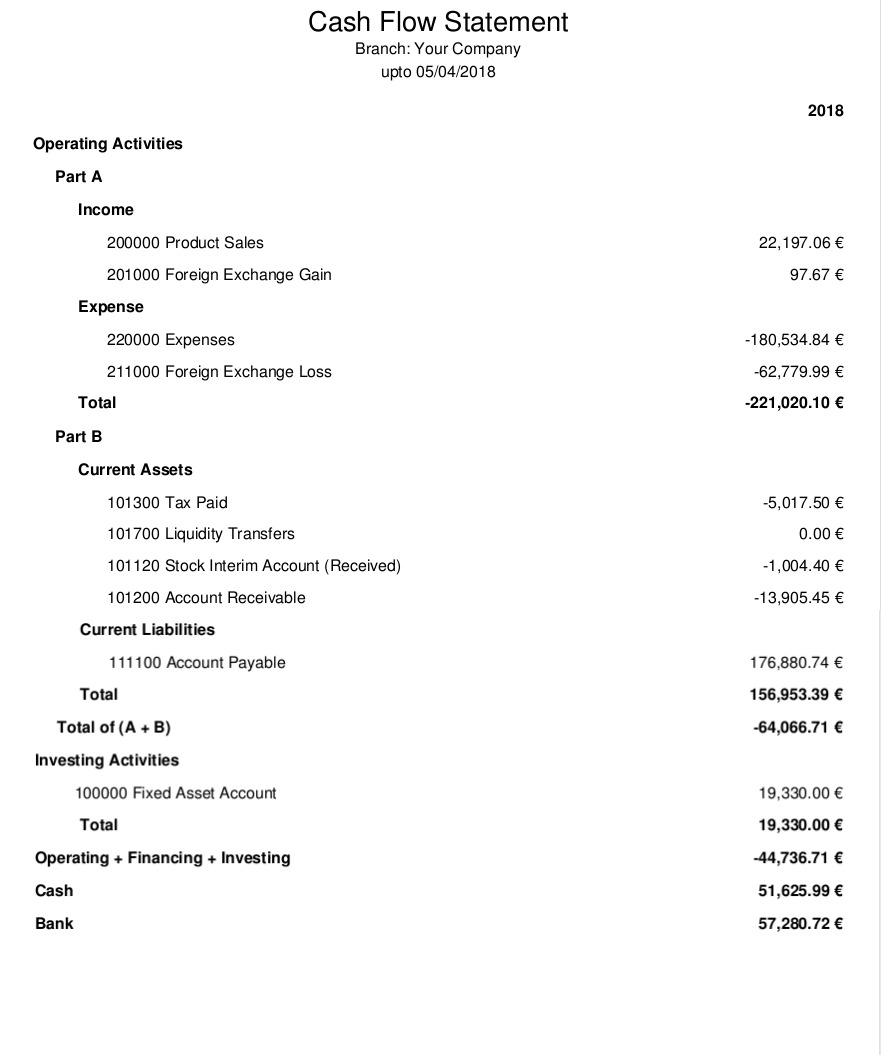 Cash Flow Statement
Branch: Your Company
upto 05/04/2018
2018
Operating Activities
Part A
Income
200000 Product Sales 22,197.06 €
201000 Foreign Exchange Gain 97.67 €
Expense
220000 Expenses -180,534.84 €
211000 Foreign Exchange Loss -62,779.99 €
Total -221,020.10 €
Part B
Current Assets
101300 Tax Paid -5,017.50 €
101700 Liquidity Transfers 0.00 €
101120 Stock Interim Account (Received) -1,004.40 €
101200 Account Receivable -13,905.45 €
Current Liabilities
111100 Account Payable 176,880.74 €
Total 156,953.39 €
Total of (A + B) -64,066.71 €
Investing Activities
100000 Fixed Asset Account 19,330.00 €
Total 19,330.00 €
Operating + Financing + Investing -44,736.71 €
Cash 51,625.99 €
Bank 57,280.72 €